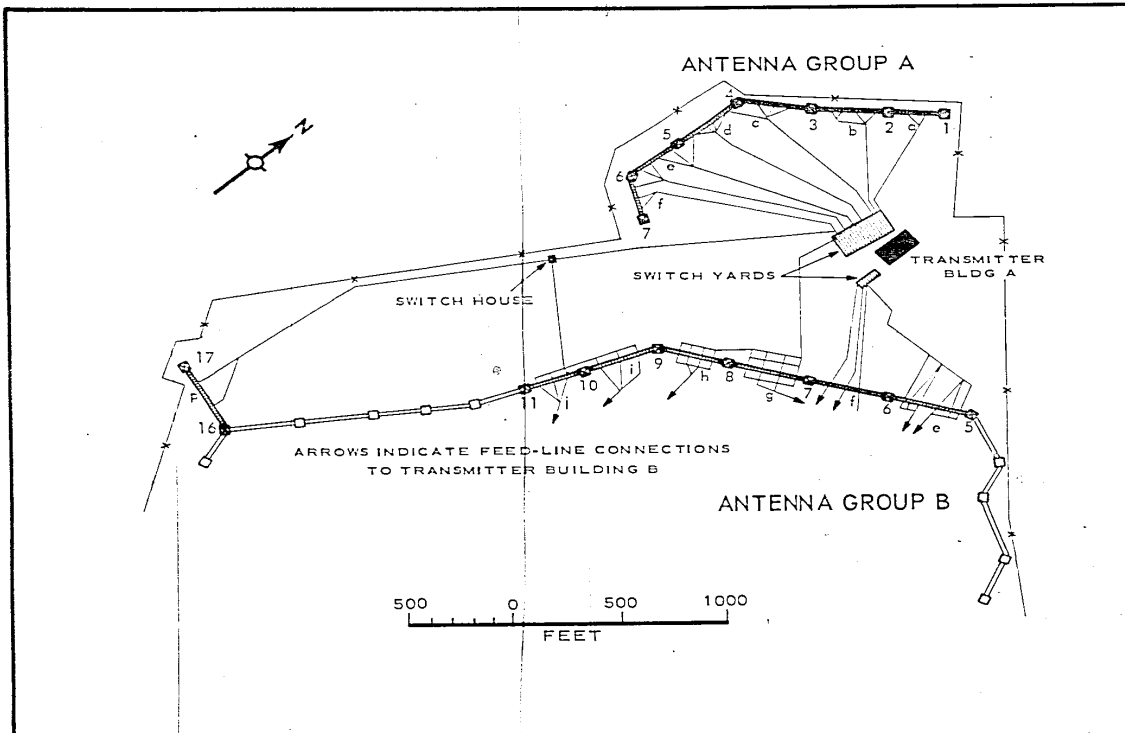 ANTENNA GROUP A
4
c
3
b
2
c
1
d
5
e
6
f
7
N
TRANSMITTER
BLDG A
SWITCH YARDS
SWITCH HOUSE
17
P
16
11
j
10
i
9
h
8
g
7
f
6
e
5
ARROWS INDICATE FEED-LINE CONNECTIONS
TO TRANSMITTER BUILDING B
ANTENNA GROUP B
500 0 500 1000
FEET